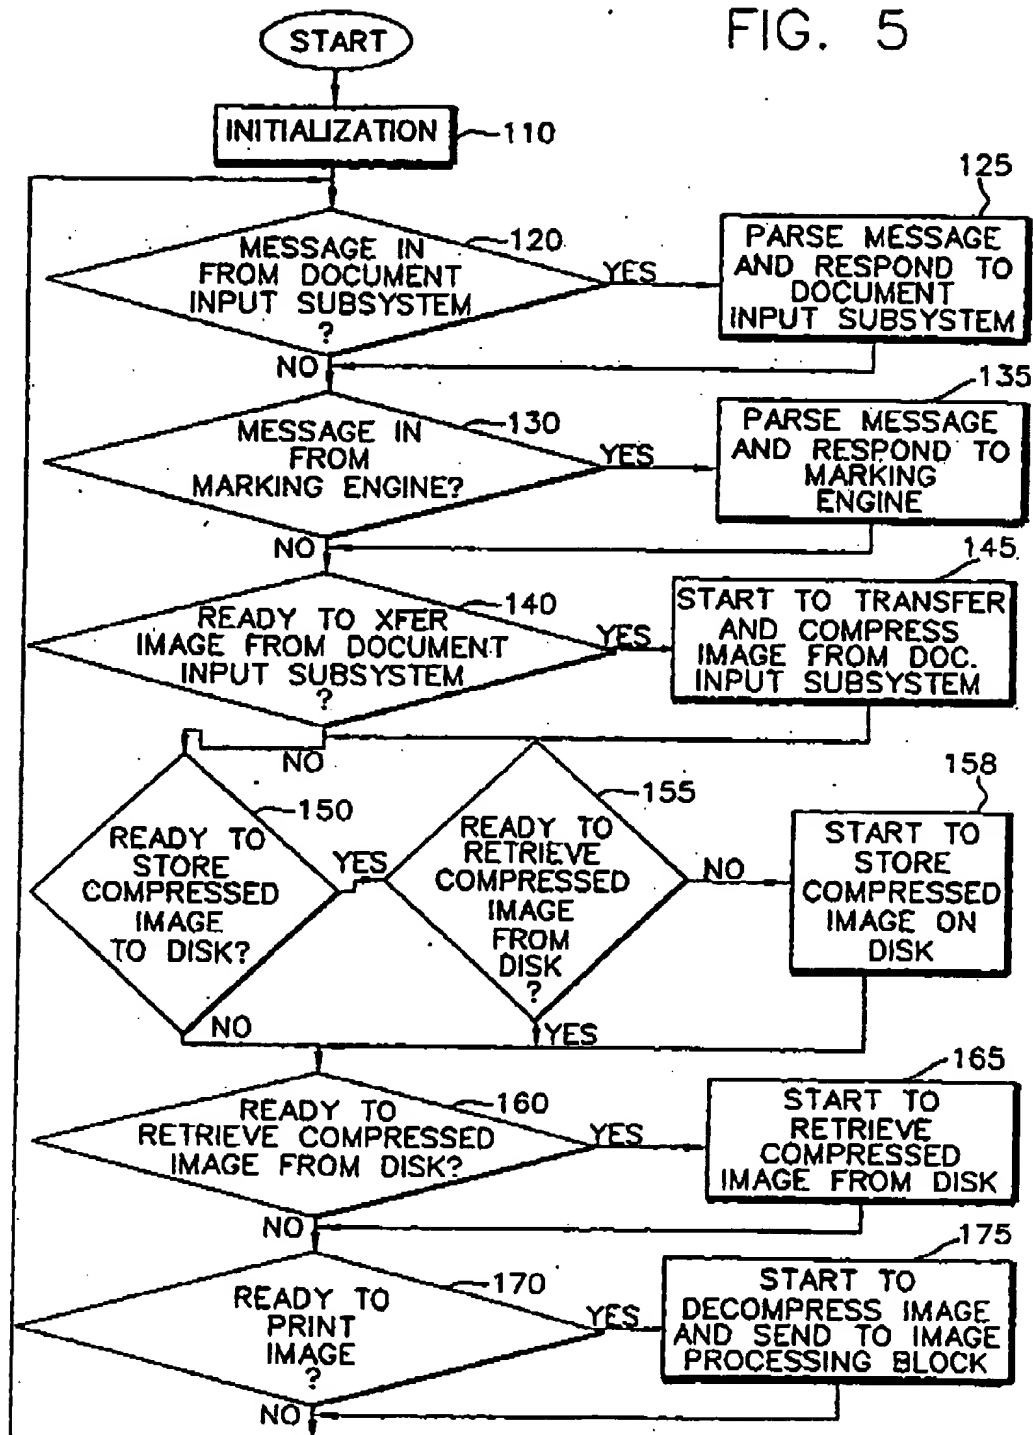 FIG. 5
START
INITIALIZATION
110
MESSAGE IN
FROM DOCUMENT
INPUT SUBSYSTEM
?
120
YES
125
PARSE MESSAGE
AND RESPOND TO
DOCUMENT
INPUT SUBSYSTEM
NO
MESSAGE IN
FROM
MARKING ENGINE?
130
YES
135
PARSE MESSAGE
AND RESPOND TO
MARKING
ENGINE
NO
READY TO XFER
IMAGE FROM DOCUMENT
INPUT SUBSYSTEM
?
140
YES
145
START TO TRANSFER
AND COMPRESS
IMAGE FROM DOC.
INPUT SUBSYSTEM
NO
READY TO
STORE
COMPRESSED
IMAGE
TO DISK?
150
YES
READY TO
RETRIEVE
COMPRESSED
IMAGE
FROM
DISK
?
155
NO
158
START TO
STORE
COMPRESSED
IMAGE ON
DISK
NO
YES
READY TO
RETRIEVE COMPRESSED
IMAGE FROM DISK?
160
YES
165
START TO
RETRIEVE
COMPRESSED
IMAGE FROM DISK
NO
READY TO
PRINT
IMAGE
?
170
YES
175
START TO
DECOMPRESS IMAGE
AND SEND TO IMAGE
PROCESSING BLOCK
NO